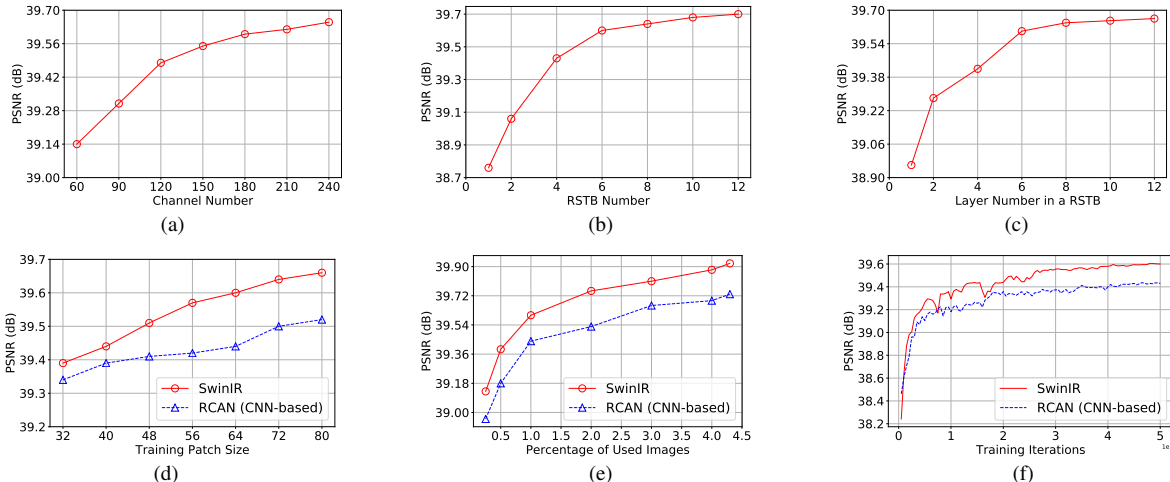 39.70
39.56
39.42
39.28
39.14
39.00
PSNR (dB)
60 90 120 150 180 210 240
Channel Number
(a)
39.7
39.5
39.3
39.1
38.9
38.7
PSNR (dB)
0 2 4 6 8 10 12
RSTB Number
(b)
39.70
39.54
39.38
39.22
39.06
38.90
PSNR (dB)
0 2 4 6 8 10 12
Layer Number in a RSTB
(c)
39.7
39.6
39.5
39.4
39.3
39.2
PSNR (dB)
SwinIR
RCAN (CNN-based)
32 40 48 56 64 72 80
Training Patch Size
(d)
39.90
39.72
39.54
39.36
39.18
39.00
PSNR (dB)
SwinIR
RCAN (CNN-based)
0.5 1.0 1.5 2.0 2.5 3.0 3.5 4.0 4.5
Percentage of Used Images
(e)
39.6
39.4
39.2
39.0
38.8
38.6
38.4
38.2
PSNR (dB)
SwinIR
RCAN (CNN-based)
0 1 2 3 4 5
Training Iterations
(f)